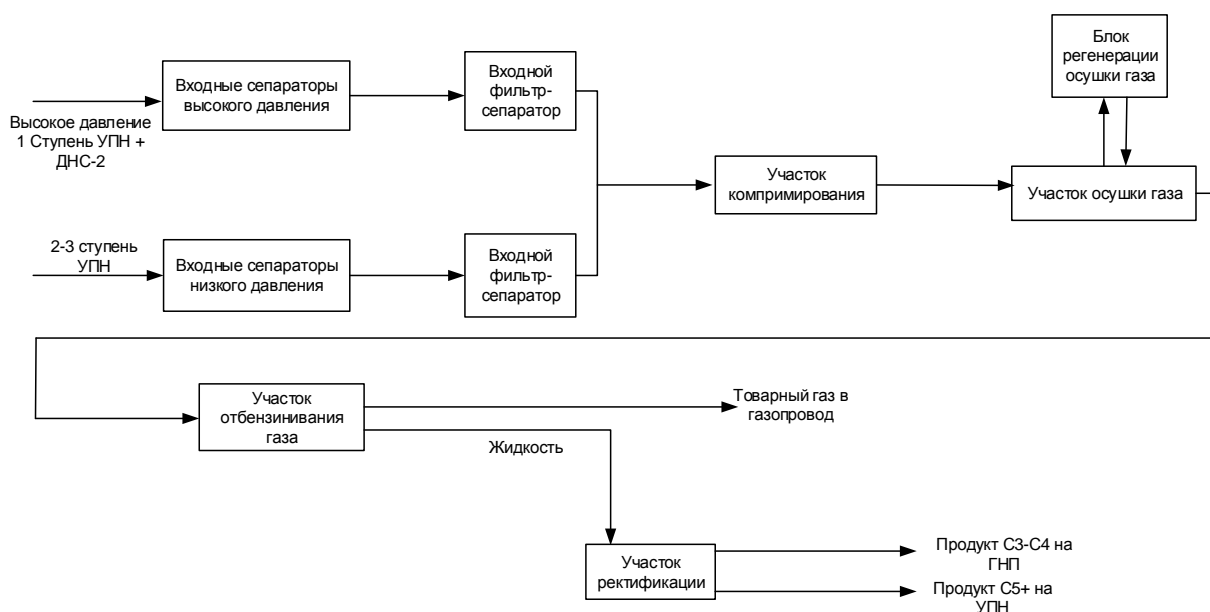 Блок
регенерации
осушки газа
Входные сепараторы
высокого давления
Входной
фильтр-
сепаратор
Высокое давление
1 Ступень УПН +
ДНС-2
Участок
компримирования
Участок осушки газа
2-3 ступень
УПН
Входные сепараторы
низкого давления
Входной
фильтр-
сепаратор
Участок
отбензинивания
газа
Товарный газ в
газопровод
Жидкость
Участок
ректификации
Продукт С3-С4 на
ГНП
Продукт С5+ на
УПН